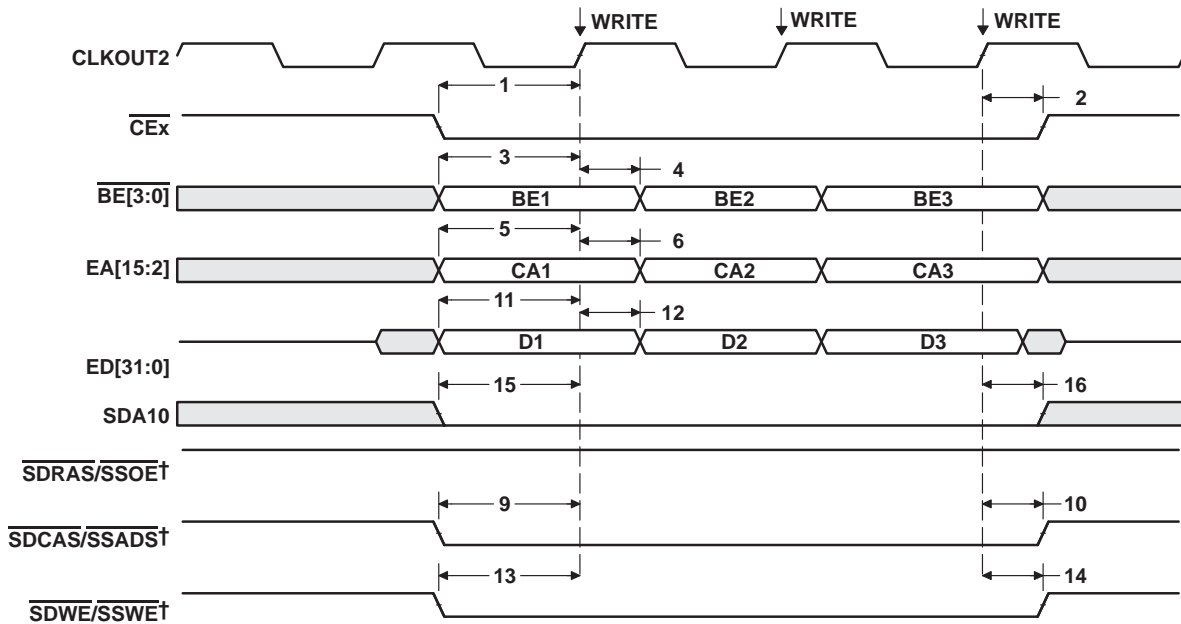 WRITE WRITE WRITE
CLKOUT2
1 2
CEx
3 4
BE[3:0] BE1 BE2 BE3
5 6
EA[15:2] CA1 CA2 CA3
11 12
D1 D2 D3
ED[31:0]
15 16
SDA10
SDRAS/SSOE†
9 10
SDCAS/SSADS†
13 14
SDWE/SSWE†